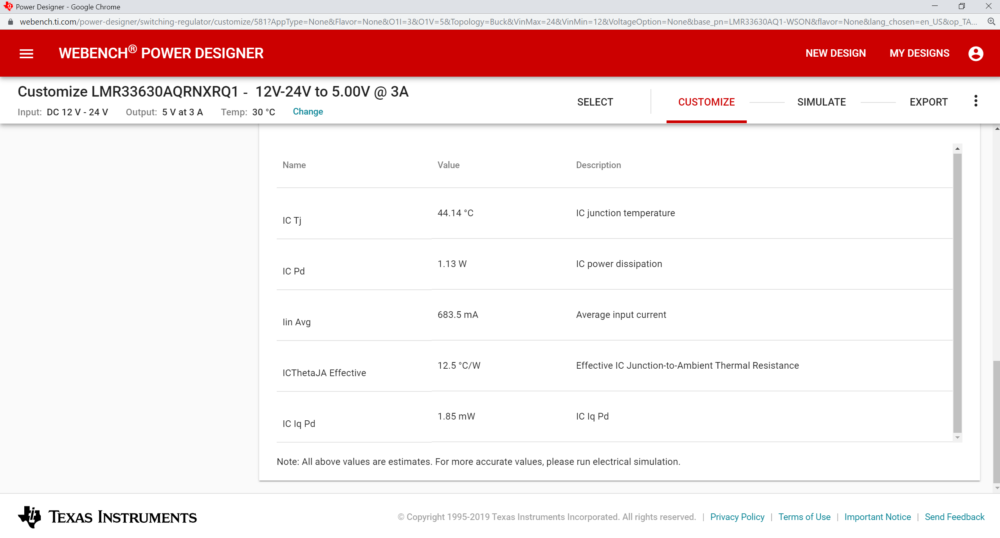 Power Designer - Google Chrome
webench.ti.com/power-designer/switching-regulator/customize/581?AppType=None&Flavor=None&O1I=3&O1V=5&Topology=Buck&VinMax=24&VinMin=12&VoltageOption=None&base_pn=LMR33630AQ1-WSON&flavor=None&lang_chosen=en_US&op_TA...
WEBENCH® POWER DESIGNER
NEW DESIGN MY DESIGNS
Customize LMR33630AQRNXRQ1 - 12V-24V to 5.00V @ 3A
Input: DC 12 V - 24 V Output: 5 V at 3 A Temp: 30 °C Change
SELECT CUSTOMIZE SIMULATE EXPORT
Name Value Description
IC Tj 44.14 °C IC junction temperature
IC Pd 1.13 W IC power dissipation
Iin Avg 683.5 mA Average input current
ICThetaJA Effective 12.5 °C/W Effective IC Junction-to-Ambient Thermal Resistance
IC Iq Pd 1.85 mW IC Iq Pd
Note: All above values are estimates. For more accurate values, please run electrical simulation.
TEXAS INSTRUMENTS
© Copyright 1995-2019 Texas Instruments Incorporated. All rights reserved. | Privacy Policy | Terms of Use | Important Notice | Send Feedback